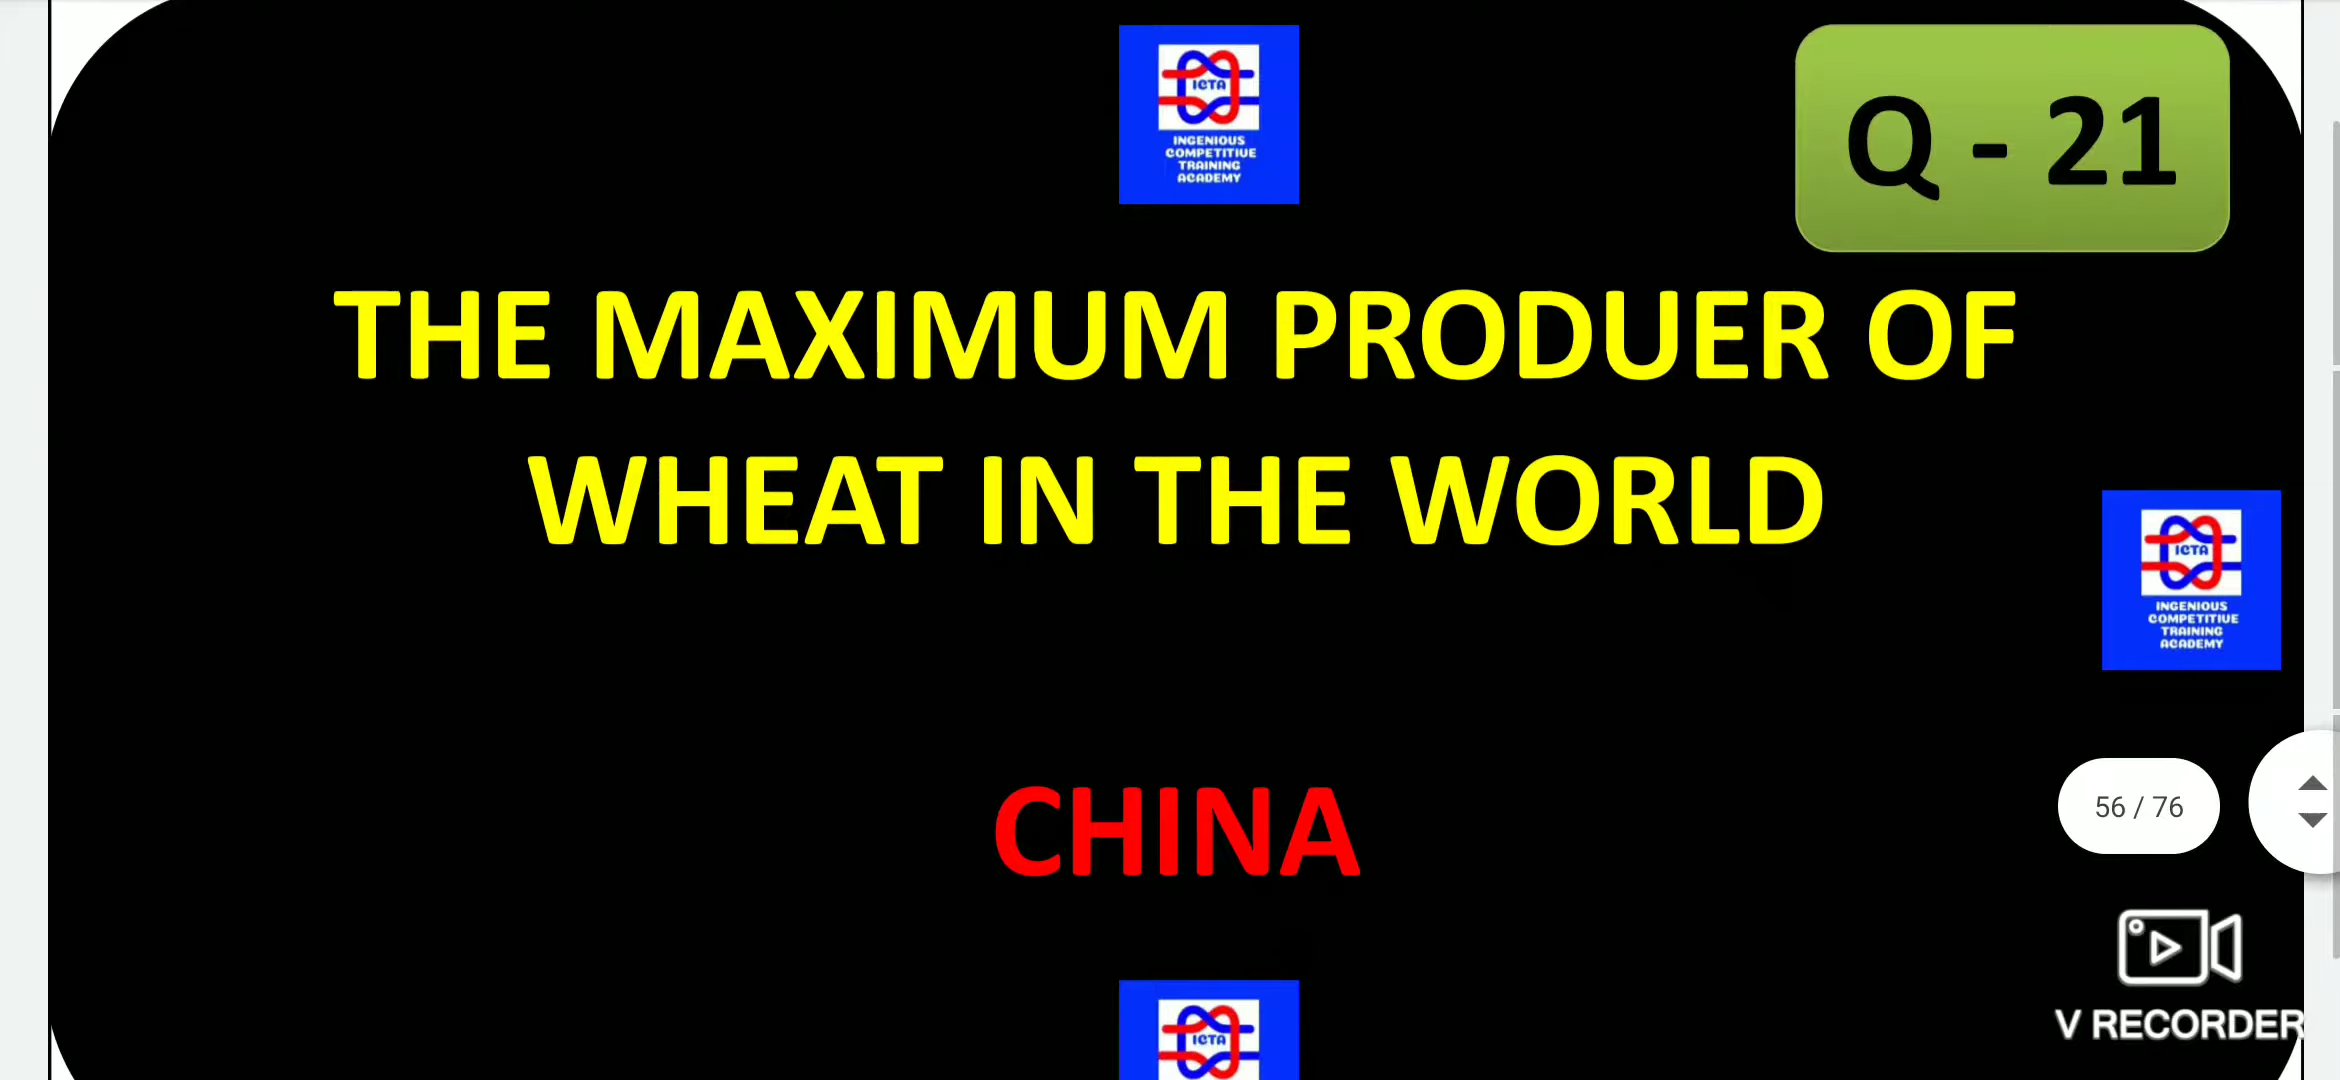 ICTA
INGENIOUS
COMPETITIVE
TRAINING
ACADEMY
Q - 21
THE MAXIMUM PRODUER OF
WHEAT IN THE WORLD
ICTA
INGENIOUS
COMPETITIVE
TRAINING
ACADEMY
CHINA
56 / 76
V RECORDER
ICTA